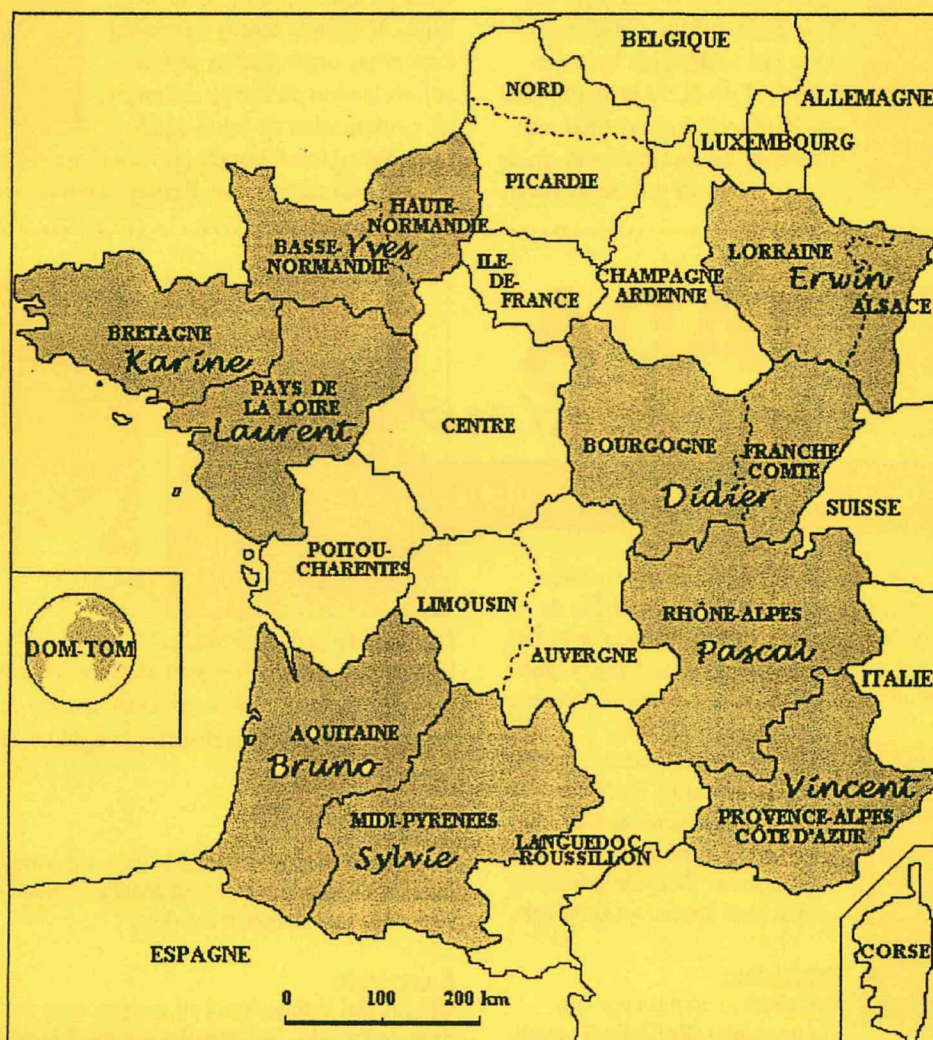 BELGIQUE
NORD
ALLEMAGNE
LUXEMBOURG
PICARDIE
HAUTE-
NORMANDIE
BASSE-
NORMANDIE
Yves
ILE-
DE-
FRANCE
CHAMPAGNE
ARDENNE
LORRAINE
Erwin
ALSACE
BRETAGNE
Karine
PAYS DE
LA LOIRE
Laurent
CENTRE
BOURGOGNE
FRANCHE
COMTE
Didier
SUISSE
POITOU-
CHARENTES
LIMOUSIN
AUVERGNE
RHÔNE-ALPES
Pascal
DOM-TOM
ITALIE
AQUITAINE
Bruno
MIDI-PYRENEES
Sylvie
LANGUEDOC
ROUSSILLON
Vincent
PROVENCE-ALPES
CÔTE D'AZUR
ESPAGNE
CORSE
0 100 200 km